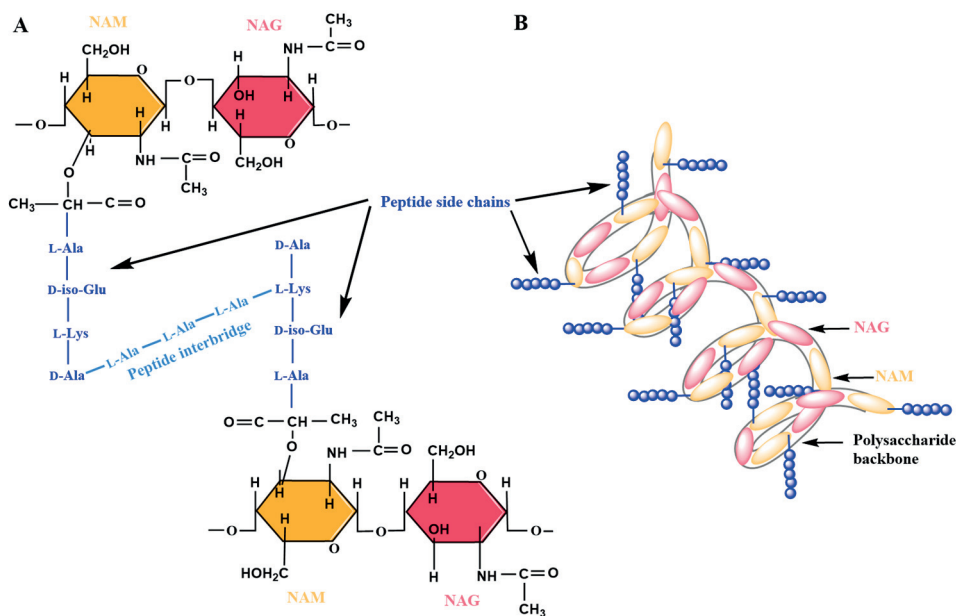 A
NAM
NAG
B
CH3
C=O
CH2OH
NH
H
H
O
H
H
H
OH
H
H
O
O
O
H
H
H
H
O
NH
C=O
CH3
CH2OH
O
O
CH3
CH
C=O
L-Ala
D-iso-Glu
L-Lys
D-Ala
L-Ala
L-Ala
L-Ala
Peptide interbridge
D-Ala
L-Lys
D-iso-Glu
L-Ala
Peptide side chains
NAG
NAM
Polysaccharide
backbone
O=C
CH
CH3
O
CH3
C=O
NH
CH2OH
H
H
H
H
H
H
O
H
H
OH
H
O
O
O
O
H
HOH2C
H
NH
C=O
CH3
NAM
NAG